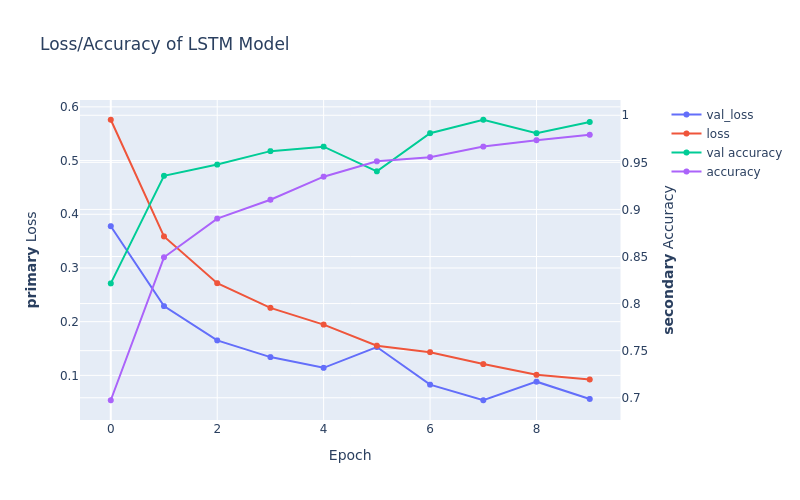 Loss/Accuracy of LSTM Model
0.6
0.5
0.4
0.3
0.2
0.1
primary Loss
0 2 4 6 8
Epoch
1
0.95
0.9
0.85
0.8
0.75
0.7
secondary Accuracy
val_loss
loss
val accuracy
accuracy